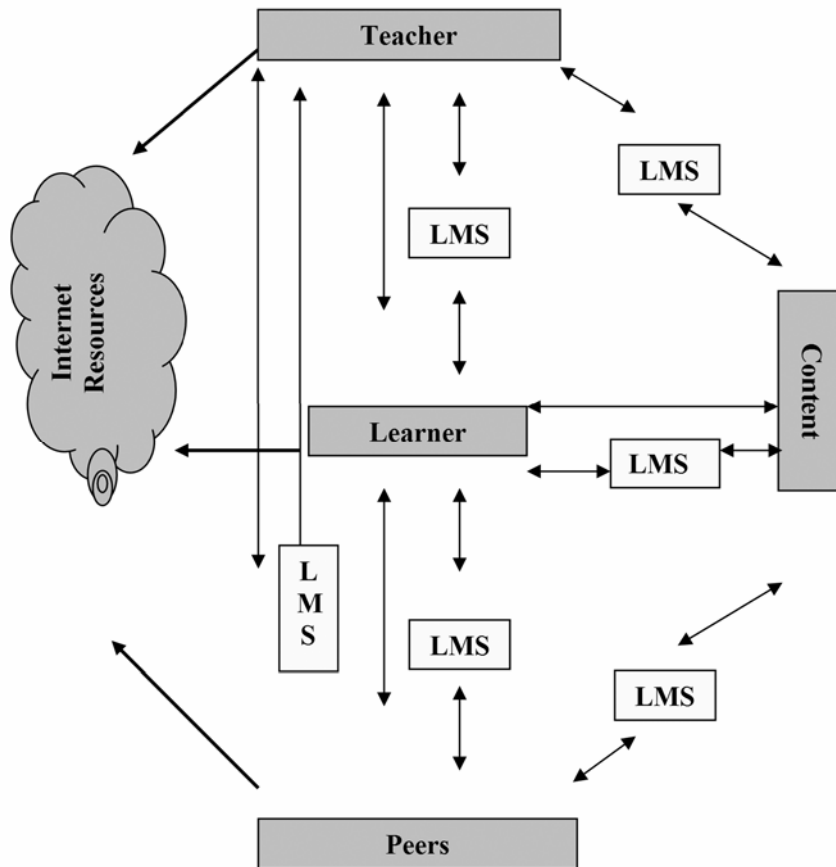 Teacher
LMS
LMS
Internet
Resources
Content
Learner
LMS
L
M
S
LMS
LMS
Peers